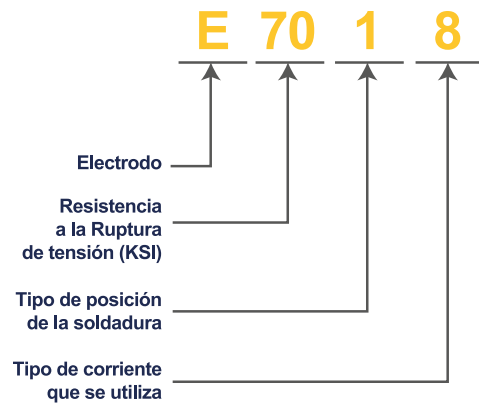 E 70 1 8
Electrodo
Resistencia
a la Ruptura
de tensión (KSI)
Tipo de posición
de la soldadura
Tipo de corriente
que se utiliza